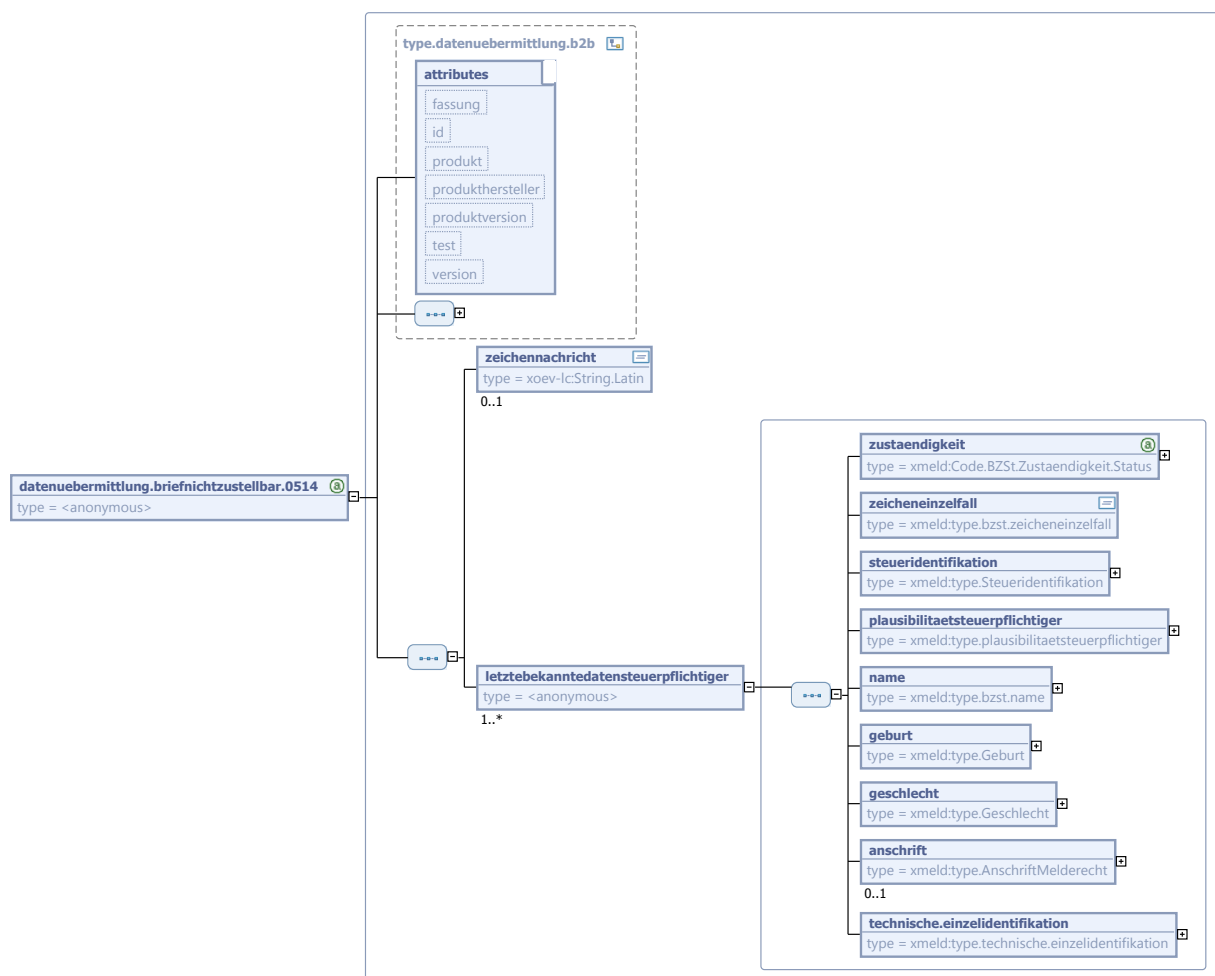 type.datenuebermittlung.b2b
attributes
fassung
id
produkt
produkthersteller
produktversion
test
version
zeichennachricht
type = xoev-lc:String.Latin
0..1
datenuebermittlung.briefnichtzustellbar.0514
type = <anonymous>
letztebekanntedatensteuerpflichtiger
type = <anonymous>
1..*
zustaendigkeit
type = xmeld:Code.BZSt.Zustaendigkeit.Status
zeicheneinzelfall
type = xmeld:type.bzst.zeicheneinzelfall
steueridentifikation
type = xmeld:type.Steueridentifikation
plausibilitaetsteuerpflichtiger
type = xmeld:type.plausibilitaetsteuerpflichtiger
name
type = xmeld:type.bzst.name
geburt
type = xmeld:type.Geburt
geschlecht
type = xmeld:type.Geschlecht
anschrift
type = xmeld:type.AnschriftMelderecht
0..1
technische.einzelidentifikation
type = xmeld:type.technische.einzelidentifikation